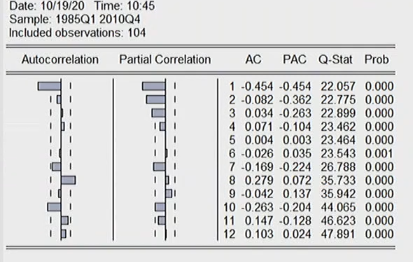 Date: 10/19/20 Time: 10:45
Sample: 1985Q1 2010Q4
Included observations: 104
Autocorrelation Partial Correlation AC PAC Q-Stat Prob
1 -0.454 -0.454 22.057 0.000
2 -0.082 -0.362 22.775 0.000
3 0.034 -0.263 22.899 0.000
4 0.071 -0.104 23.462 0.000
5 0.004 0.003 23.464 0.000
6 -0.026 0.035 23.543 0.001
7 -0.169 -0.224 26.788 0.000
8 0.279 0.072 35.733 0.000
9 -0.042 0.137 35.942 0.000
10 -0.263 -0.204 44.065 0.000
11 0.147 -0.128 46.623 0.000
12 0.103 0.024 47.891 0.000